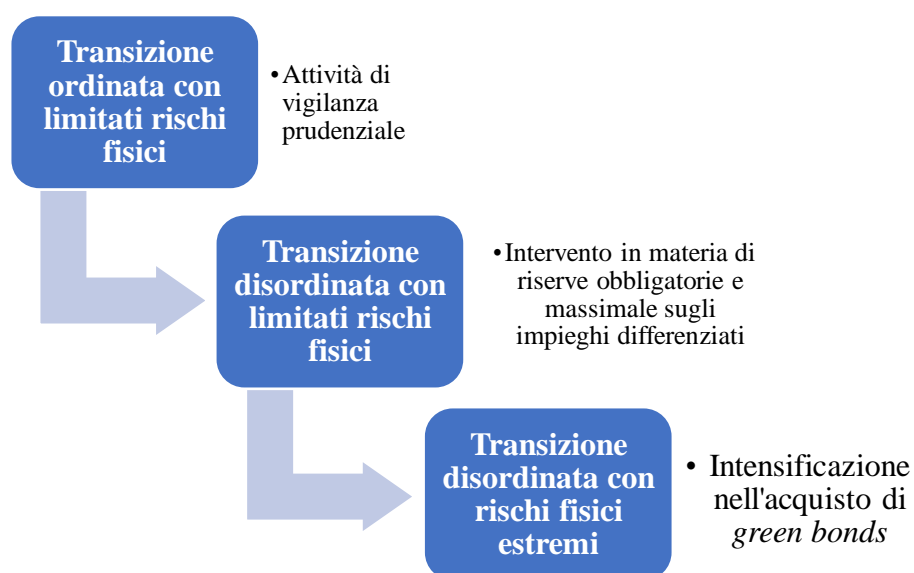 Transizione
ordinata con
limitati rischi
fisici
•Attività di
vigilanza
prudenziale
Transizione
disordinata con
limitati rischi
fisici
•Intervento in materia di
riserve obbligatorie e
massimale sugli
impieghi differenziati
Transizione
disordinata con
rischi fisici
estremi
• Intensificazione
nell'acquisto di
green bonds